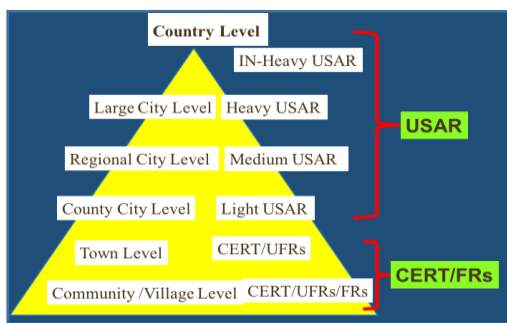 Country Level
IN-Heavy USAR
Large City Level
Heavy USAR
USAR
Regional City Level
Medium USAR
County City Level
Light USAR
Town Level
CERT/UFRs
CERT/FRs
Community /Village Level
CERT/UFRs/FRs